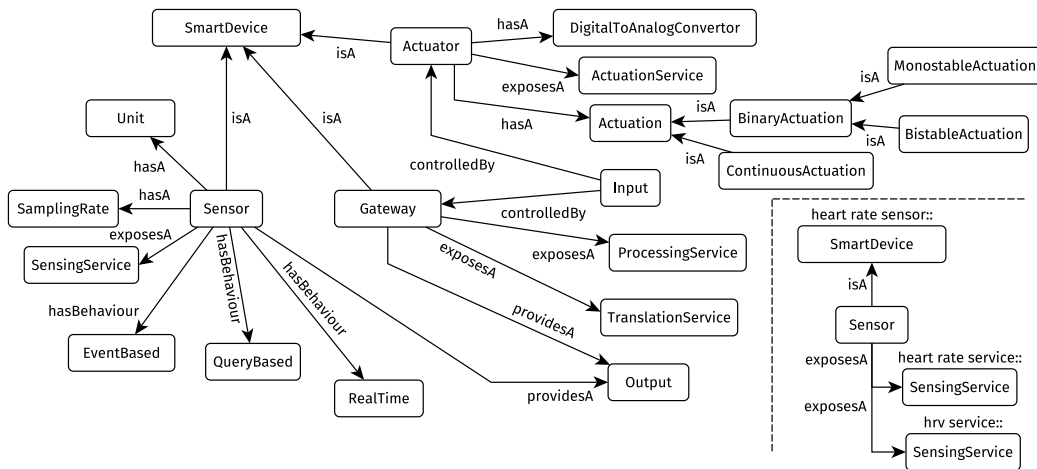 SmartDevice
isA
Actuator
hasA
DigitalToAnalogConvertor
exposesA
ActuationService
hasA
Actuation
isA
BinaryActuation
isA
MonostableActuation
isA
BistableActuation
isA
ContinuousActuation
isA
isA
Unit
hasA
SamplingRate
hasA
Sensor
exposesA
SensingService
hasBehaviour
EventBased
hasBehaviour
QueryBased
hasBehaviour
RealTime
controlledBy
Input
controlledBy
Gateway
exposesA
ProcessingService
exposesA
TranslationService
providesA
Output
providesA
heart rate sensor::
SmartDevice
isA
Sensor
exposesA
heart rate service::
SensingService
exposesA
hrv service::
SensingService